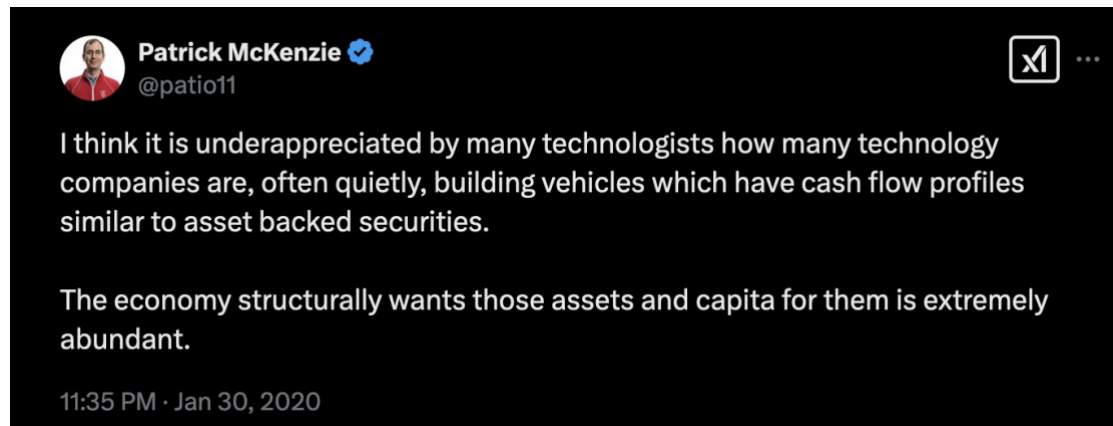 Patrick McKenzie
@patio11
I think it is underappreciated by many technologists how many technology
companies are, often quietly, building vehicles which have cash flow profiles
similar to asset backed securities.
The economy structurally wants those assets and capita for them is extremely
abundant.
11:35 PM · Jan 30, 2020